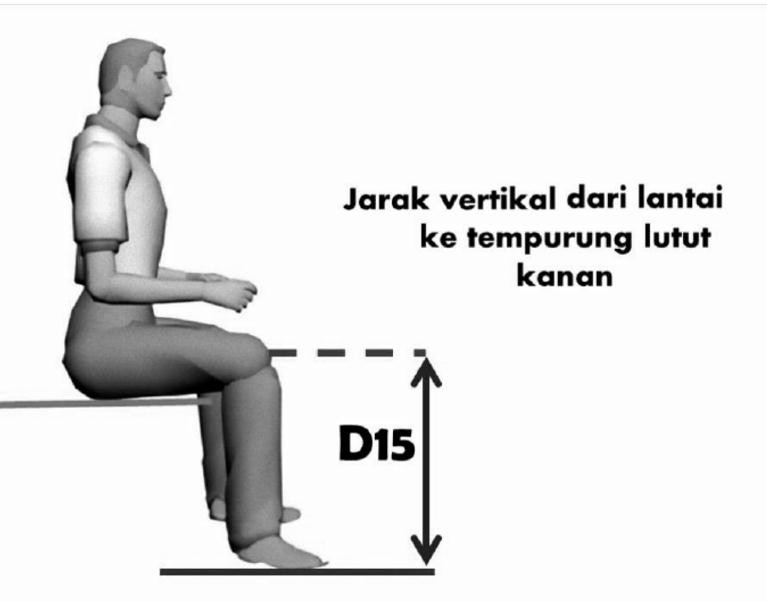 Jarak vertikal dari lantai
ke tempurung lutut
kanan
D15